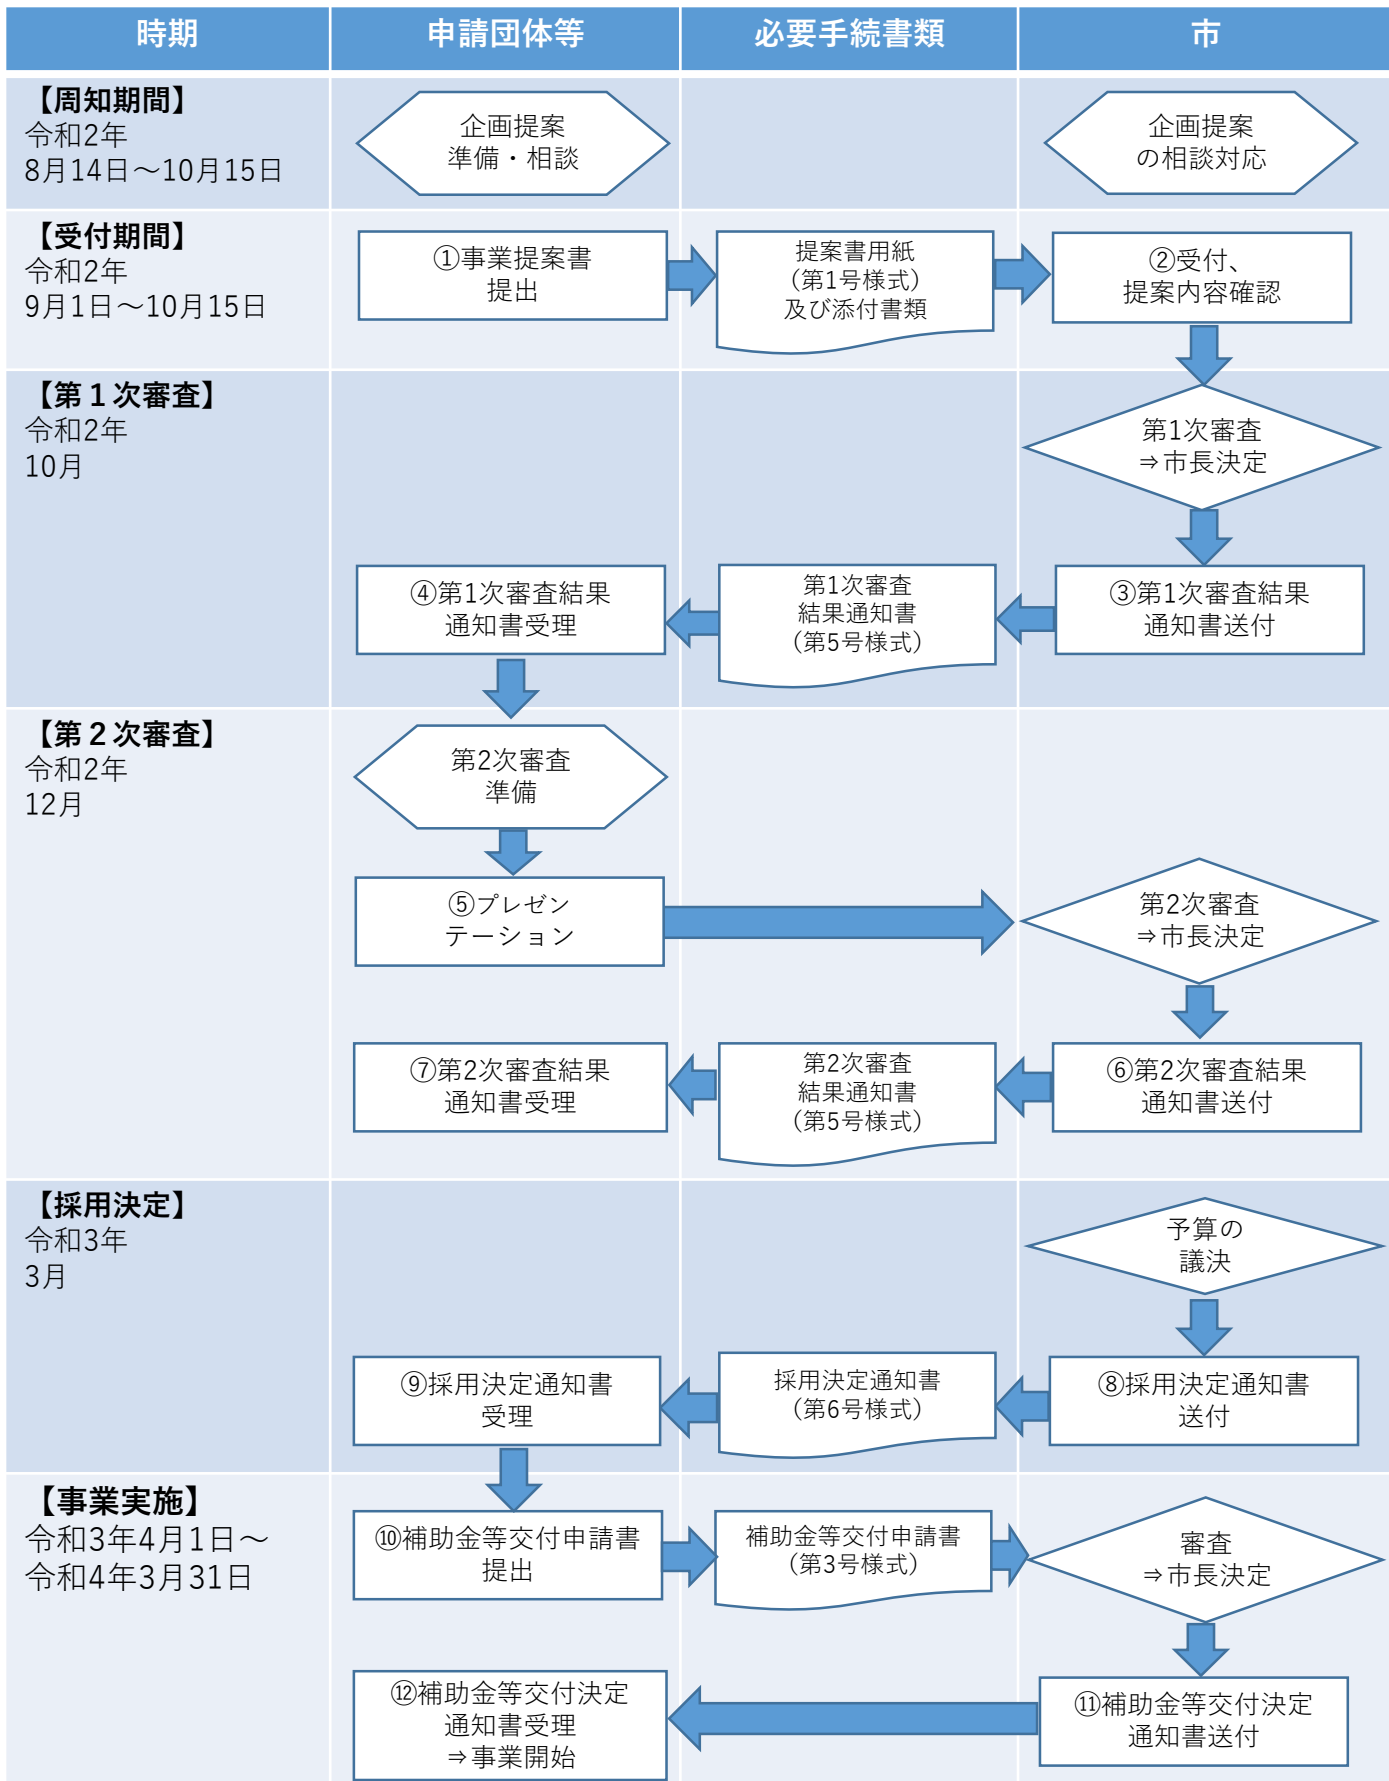 時期
申請団体等
必要手続書類
市
【周知期間】
令和2年
8月14日～10月15日
企画提案
準備・相談
企画提案
の相談対応
【受付期間】
令和2年
9月1日～10月15日
①事業提案書
提出
提案書用紙
(第1号様式)
及び添付書類
②受付、
提案内容確認
【第１次審査】
令和2年
10月
第1次審査
⇒市長決定
④第1次審査結果
通知書受理
第1次審査
結果通知書
(第5号様式)
③第1次審査結果
通知書送付
【第２次審査】
令和2年
12月
第2次審査
準備
⑤プレゼン
テーション
第2次審査
⇒市長決定
⑦第2次審査結果
通知書受理
第2次審査
結果通知書
(第5号様式)
⑥第2次審査結果
通知書送付
【採用決定】
令和3年
3月
予算の
議決
⑨採用決定通知書
受理
採用決定通知書
(第6号様式)
⑧採用決定通知書
送付
【事業実施】
令和3年4月1日～
令和4年3月31日
⑩補助金等交付申請書
提出
補助金等交付申請書
(第3号様式)
審査
⇒市長決定
⑫補助金等交付決定
通知書受理
⇒事業開始
⑪補助金等交付決定
通知書送付